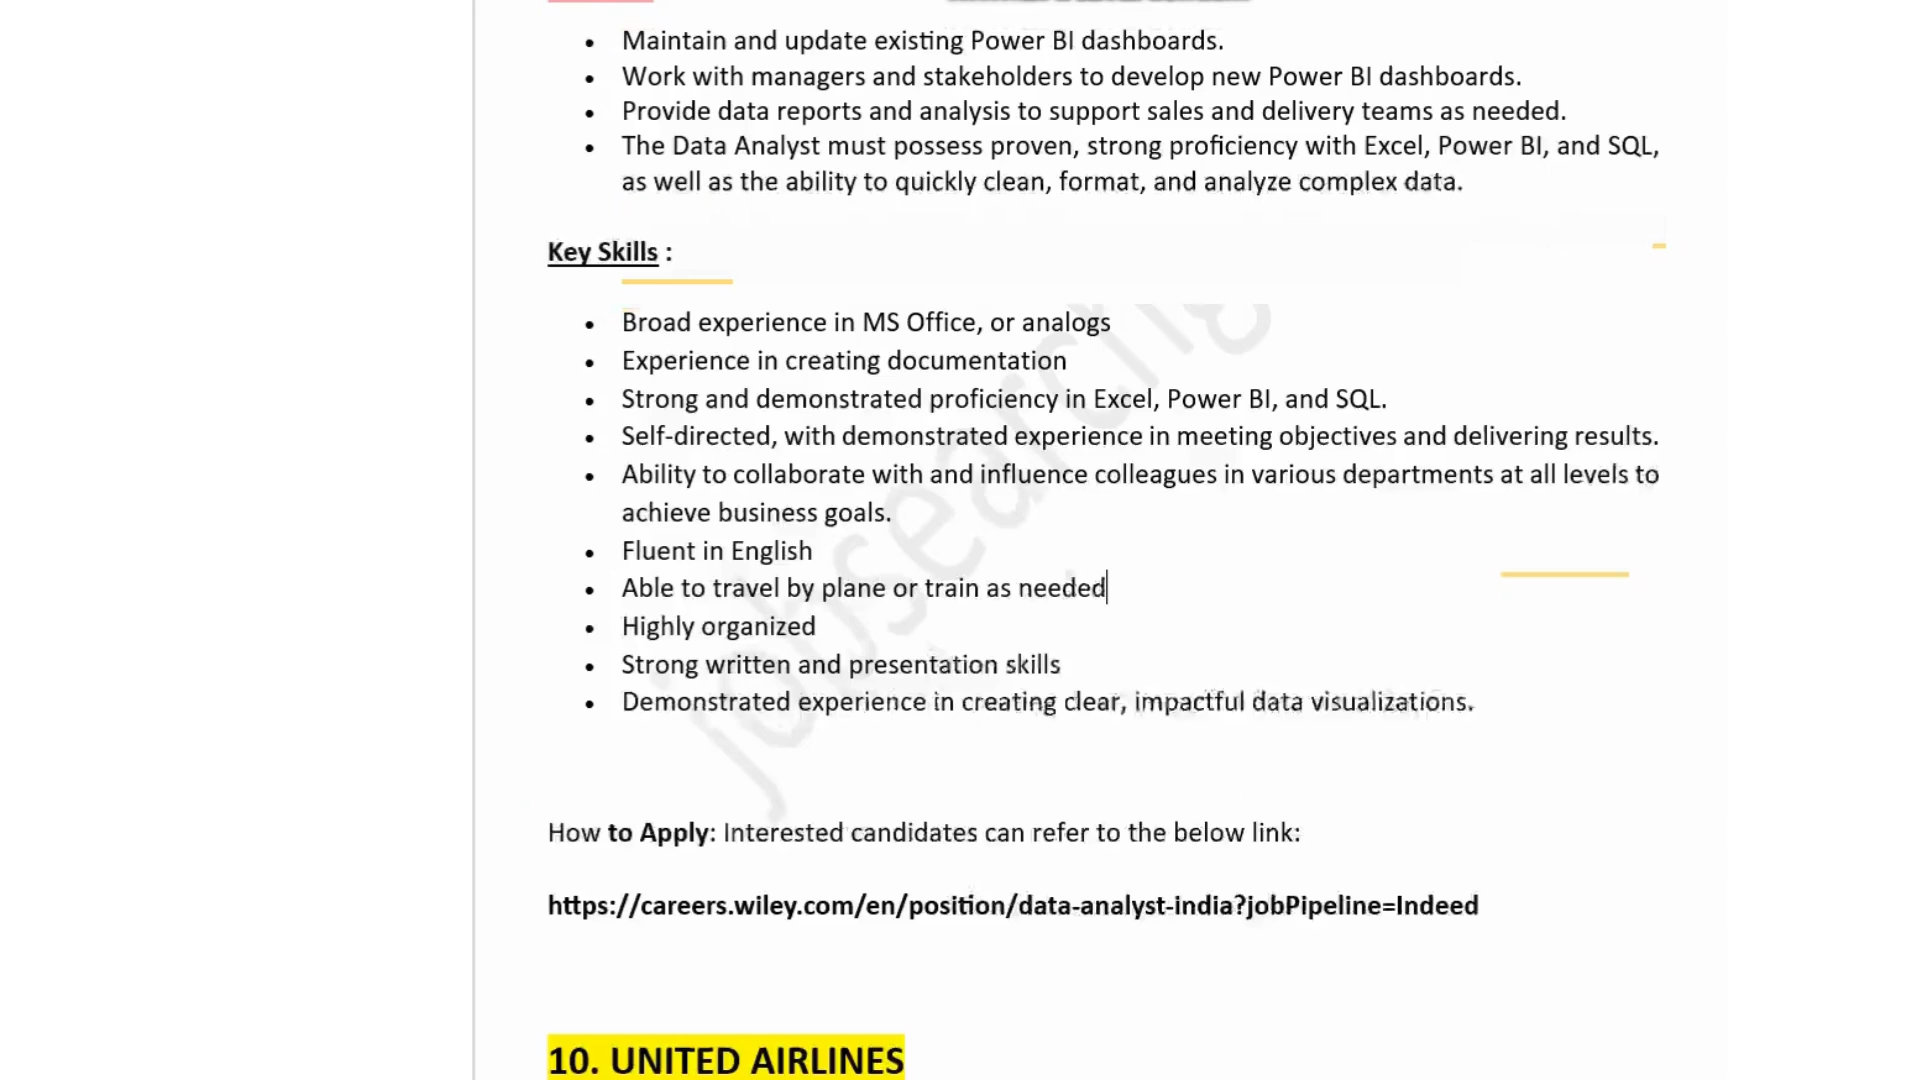 • Maintain and update existing Power BI dashboards.
• Work with managers and stakeholders to develop new Power BI dashboards.
• Provide data reports and analysis to support sales and delivery teams as needed.
• The Data Analyst must possess proven, strong proficiency with Excel, Power BI, and SQL,
as well as the ability to quickly clean, format, and analyze complex data.
Key Skills :
• Broad experience in MS Office, or analogs
• Experience in creating documentation
• Strong and demonstrated proficiency in Excel, Power BI, and SQL.
• Self-directed, with demonstrated experience in meeting objectives and delivering results.
• Ability to collaborate with and influence colleagues in various departments at all levels to
achieve business goals.
• Fluent in English
• Able to travel by plane or train as needed
• Highly organized
• Strong written and presentation skills
• Demonstrated experience in creating clear, impactful data visualizations.
How to Apply: Interested candidates can refer to the below link:
https://careers.wiley.com/en/position/data-analyst-india?jobPipeline=Indeed
10. UNITED AIRLINES